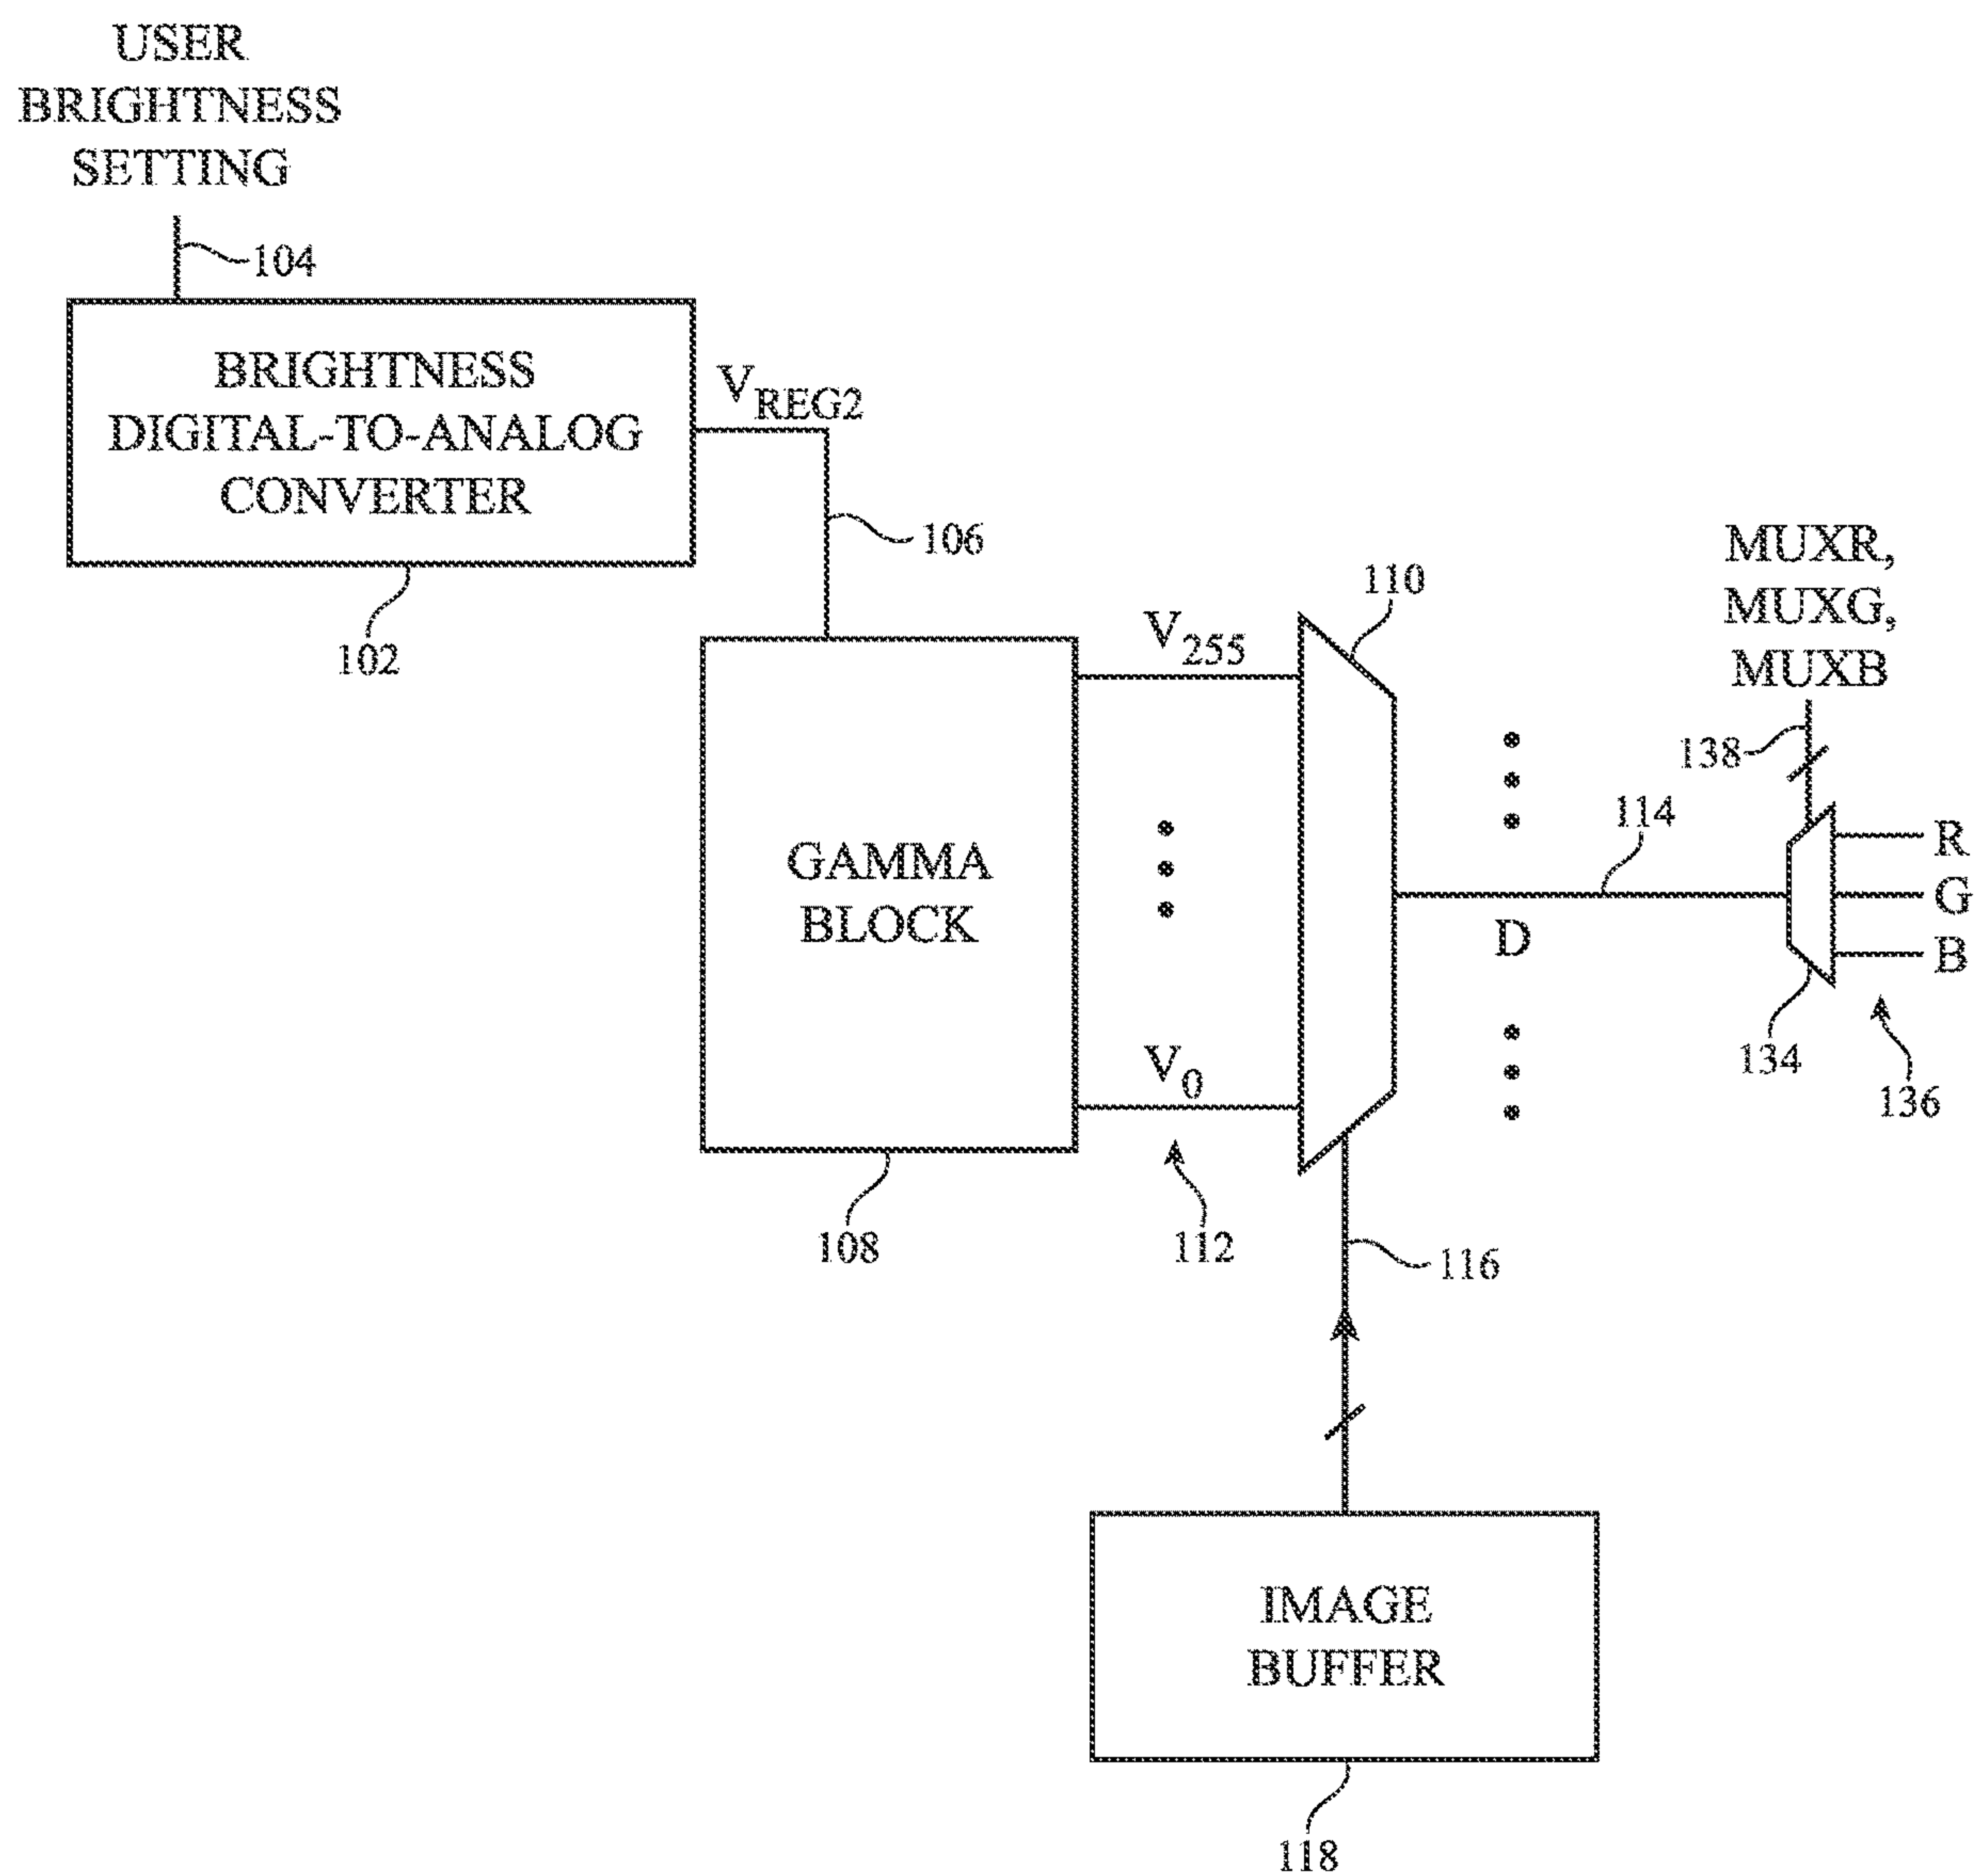 USER
BRIGHTNESS
SETTING
104
BRIGHTNESS
DIGITAL-TO-ANALOG
CONVERTER
102
VREG2
106
GAMMA
BLOCK
108
V255
V0
112
110
D
114
116
IMAGE
BUFFER
118
MUXR,
MUXG,
MUXB
138
R
G
B
134
136